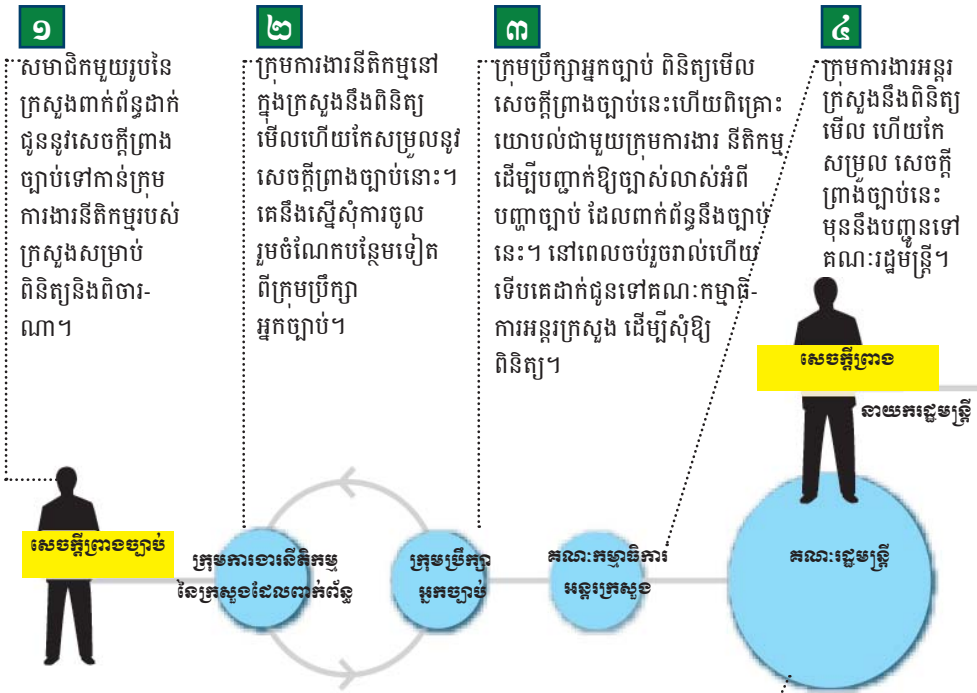 ១
សមាជិកមួយរូបនៃ
ក្រសួងពាក់ព័ន្ធដាក់
ជូននូវសេចក្តីព្រាង
ច្បាប់ទៅកាន់ក្រុម
ការងារនីតិកម្មរបស់
ក្រសួងសម្រាប់
ពិនិត្យនិងពិចារ-
ណា។
២
ក្រុមការងារនីតិកម្មនៅ
ក្នុងក្រសួងនឹងពិនិត្យ
មើលហើយកែសម្រួលនូវ
សេចក្តីព្រាងច្បាប់នោះ។
គេនឹងស្នើសុំការចូល
រួមចំណែកបន្ថែមទៀត
ពីក្រុមប្រឹក្សា
អ្នកច្បាប់។
៣
ក្រុមប្រឹក្សាអ្នកច្បាប់ ពិនិត្យមើល
សេចក្តីព្រាងច្បាប់នេះហើយពិគ្រោះ
យោបល់ជាមួយក្រុមការងារ នីតិកម្ម
ដើម្បីបញ្ជាក់ឱ្យច្បាស់លាស់អំពី
បញ្ហាច្បាប់ ដែលពាក់ព័ន្ធនឹងច្បាប់
នេះ។ នៅពេលចប់រួចរាល់ហើយ
ទើបគេដាក់ជូនទៅគណៈកម្មាធិ-
ការអន្តរក្រសួង ដើម្បីសុំឱ្យ
ពិនិត្យ។
៤
ក្រុមការងារអន្តរ
ក្រសួងនឹងពិនិត្យ
មើល ហើយកែ
សម្រួល សេចក្តី
ព្រាងច្បាប់នេះ
មុននឹងបញ្ជូនទៅ
គណៈរដ្ឋមន្ត្រី។
សេចក្តីព្រាង
នាយករដ្ឋមន្ត្រី
សេចក្តីព្រាងច្បាប់
ក្រុមការងារនីតិកម្ម
នៃក្រសួងដែលពាក់ព័ន្ធ
ក្រុមប្រឹក្សា
អ្នកច្បាប់
គណៈកម្មាធិការ
អន្តរក្រសួង
គណៈរដ្ឋមន្ត្រី